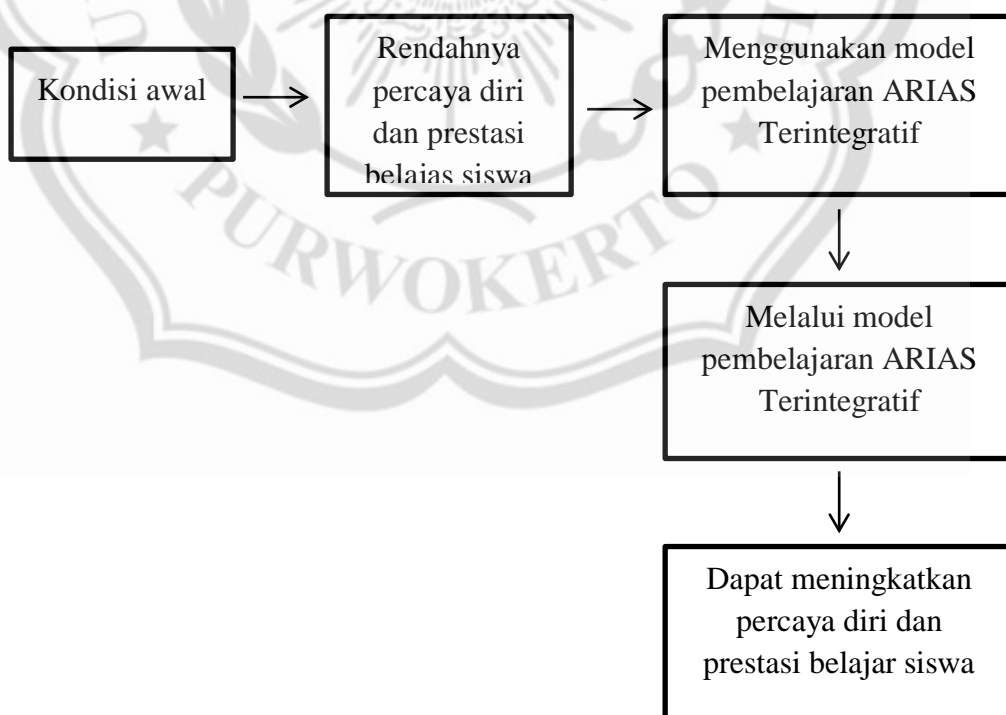 Kondisi awal
Rendahnya
percaya diri
dan prestasi
belajas siswa
Menggunakan model
pembelajaran ARIAS
Terintegratif
Melalui model
pembelajaran ARIAS
Terintegratif
Dapat meningkatkan
percaya diri dan
prestasi belajar siswa
PURWOKERTO